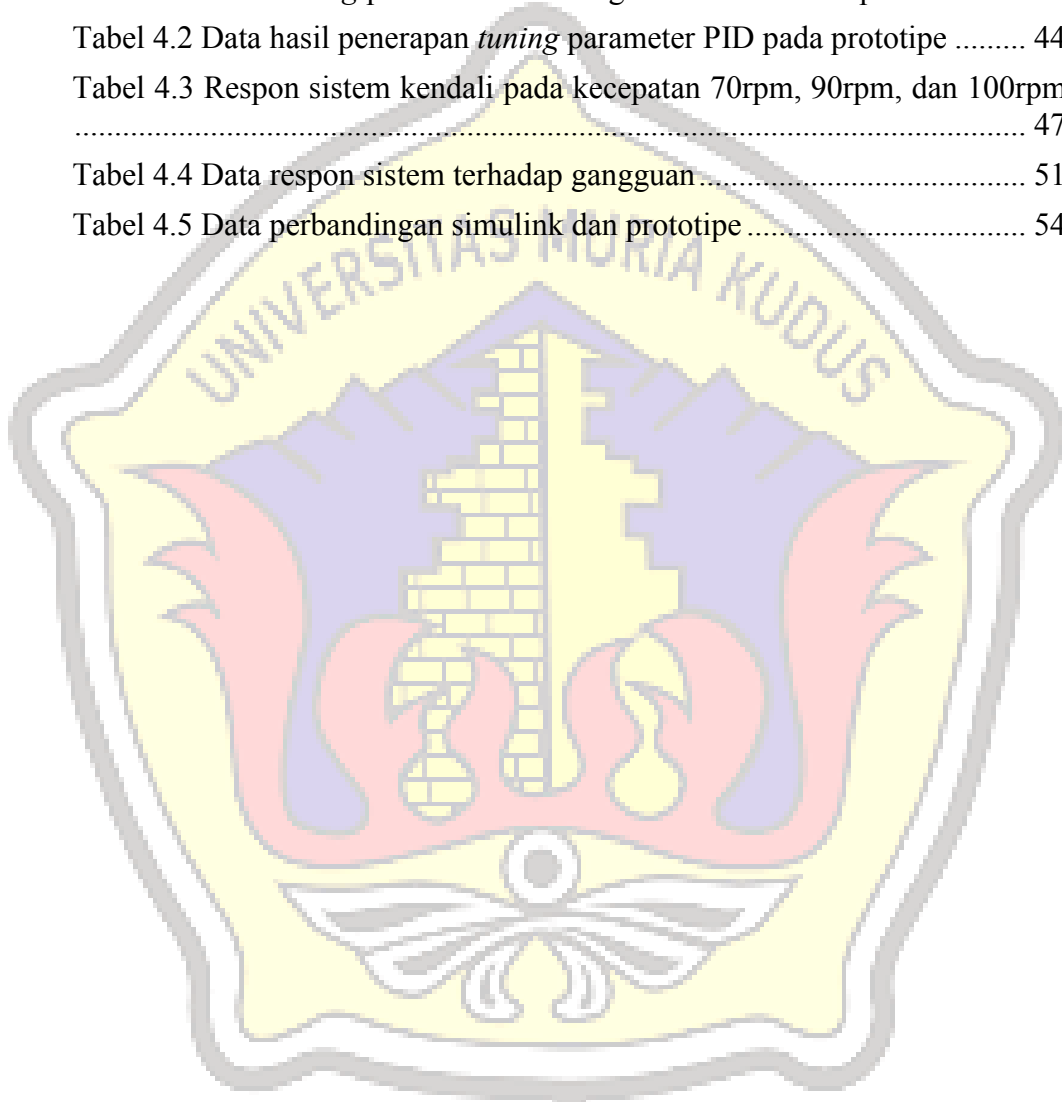 Tabel 4.2 Data hasil penerapan tuning parameter PID pada prototipe ......... 44
Tabel 4.3 Respon sistem kendali pada kecepatan 70rpm, 90rpm, dan 100rpm
....................................................................................................................... 47
Tabel 4.4 Data respon sistem terhadap gangguan ......................................... 51
Tabel 4.5 Data perbandingan simulink dan prototipe ................................... 54
UNIVERSITAS MURIA KUDUS